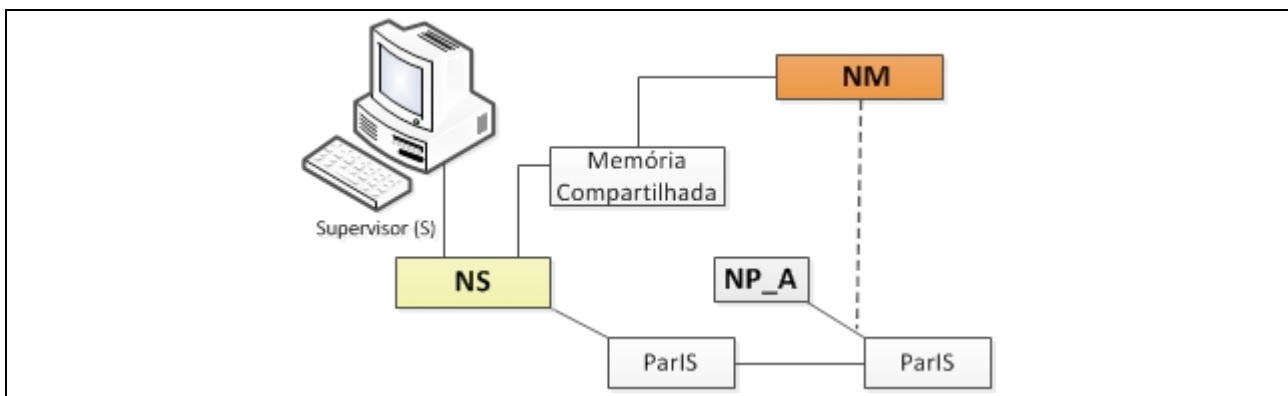 NM
Memória
Compartilhada
Supervisor (S)
NS
NP_A
ParIS
ParIS